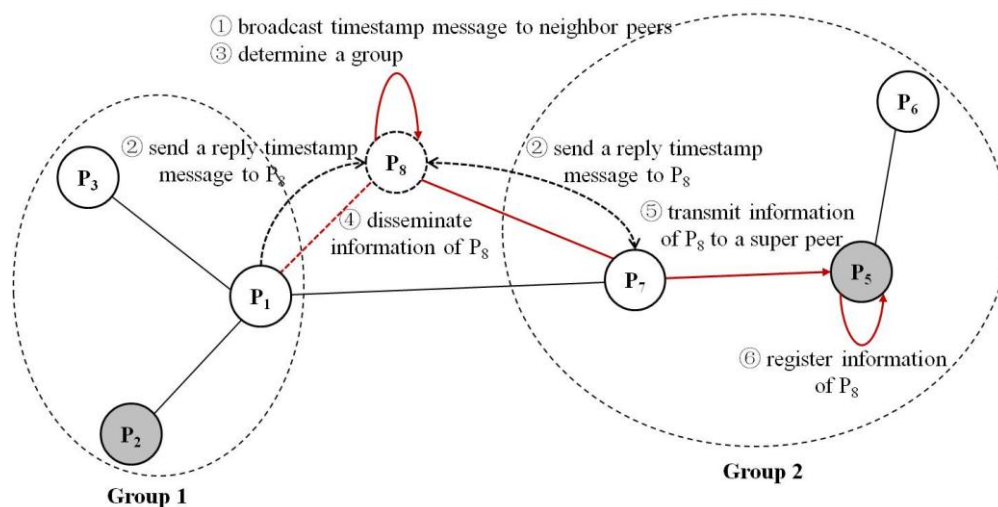 ① broadcast timestamp message to neighbor peers
③ determine a group
P₆
② send a reply timestamp
message to P₈
P₈
② send a reply timestamp
message to P₈
P₃
④ disseminate
information of P₈
⑤ transmit information
of P₈ to a super peer
P₁
P₇
P₅
⑥ register information
of P₈
P₂
Group 2
Group 1